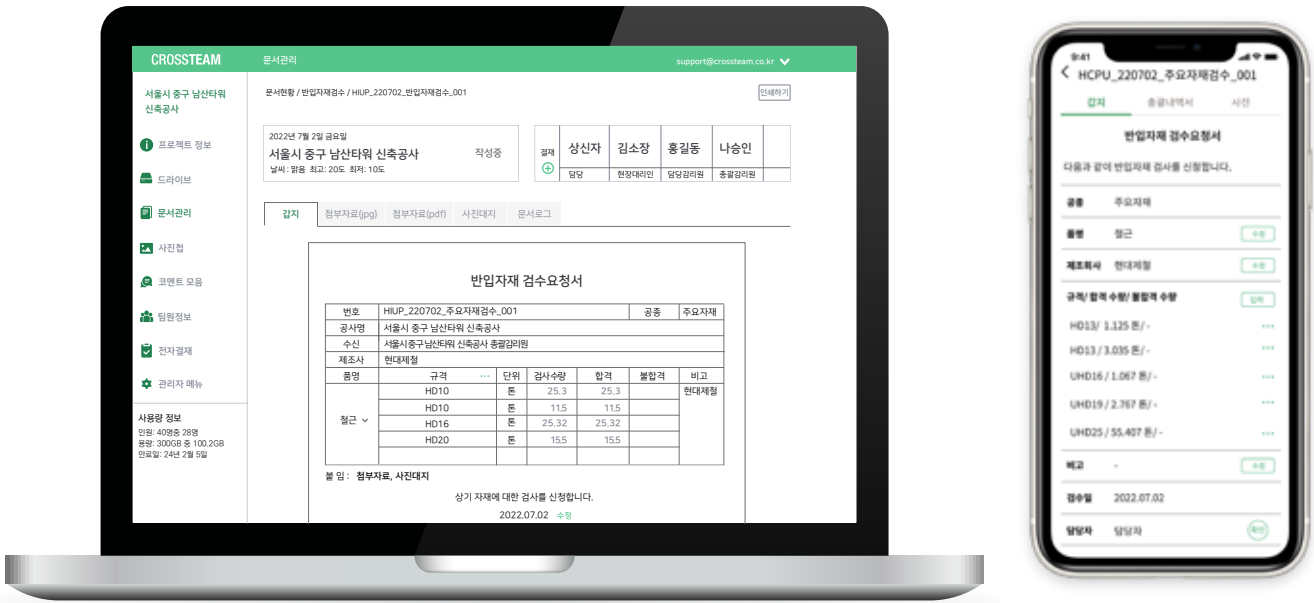 CROSSTEAM
문서관리
support@crossteam.co.kr
서울시 중구 남산타워
신축공사
프로젝트 정보
드라이브
문서관리
사진첩
코멘트 모음
팀원정보
전자결재
관리자 메뉴
사용량 정보
인원: 40명중 28명
용량: 300GB 중 100.2GB
만료일: 24년 2월 5일
문서현황 / 반입자재검수 / HIUP_220702_반입자재검수_001
인쇄하기
2022년 7월 2일 금요일
서울시 중구 남산타워 신축공사 작성중
날씨 : 맑음 최고: 20도 최저: 10도
결재 상신자 김소장 홍길동 나승인
담당 현장대리인 담당감리원 총괄감리원
갑지 첨부자료(jpg) 첨부자료(pdf) 사진대지 문서로그
반입자재 검수요청서
번호 HIUP_220702_주요자재검수_001 공종 주요자재
공사명 서울시 중구 남산타워 신축공사
수신 서울시 중구 남산타워 신축공사 총괄감리원
제조사 현대제철
품명 규격 ··· 단위 검사수량 합격 불합격 비고
HD10 톤 25,3 25,3 현대제철
HD10 톤 11,5 11,5
철근 HD16 톤 25,32 25,32
HD20 톤 15,5 15,5
붙 임 : 첨부자료, 사진대지
상기 자재에 대한 검사를 신청합니다.
2022.07.02 수정
9:41
HCPU_220702_주요자재검수_001
갑지 총괄내역서 사진
반입자재 검수요청서
다음과 같이 반입자재 검사를 신청합니다.
공종 주요자재
품명 철근 수정
제조회사 현대제철 수정
규격/ 합격 수량/ 불합격 수량 입력
HD13/ 1.125 톤/ - ···
HD13 / 3.035 톤/ - ···
UHD16 / 1.067 톤/ - ···
UHD19 / 2.767 톤/ - ···
UHD25 / 55.407 톤/ - ···
비고 - 수정
검수일 2022.07.02
담당자 담당자 확인